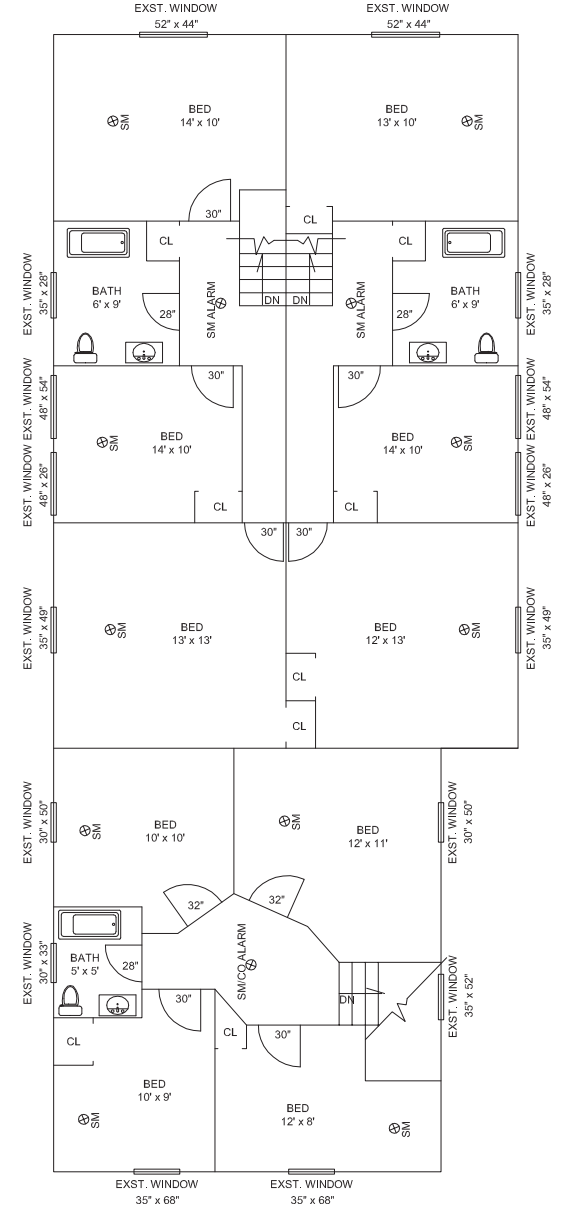 EXST. WINDOW
52" x 44"
EXST. WINDOW
52" x 44"
BED
14' x 10'
SM
BED
13' x 10'
SM
30"
CL
CL
CL
EXST. WINDOW
35" x 28"
BATH
6' x 9'
28"
SM ALARM
DN
DN
SM ALARM
28"
BATH
6' x 9'
EXST. WINDOW
35" x 28"
EXST. WINDOW
48" x 54"
30"
30"
EXST. WINDOW
48" x 54"
SM
BED
14' x 10'
BED
14' x 10'
SM
EXST. WINDOW
48" x 26"
CL
CL
EXST. WINDOW
48" x 26"
30"
30"
EXST. WINDOW
35" x 49"
SM
BED
13' x 13'
BED
12' x 13'
SM
EXST. WINDOW
35" x 49"
CL
CL
EXST. WINDOW
30" x 50"
SM
BED
10' x 10'
SM
BED
12' x 11'
EXST. WINDOW
30" x 50"
32"
32"
EXST. WINDOW
30" x 33"
BATH
5' x 5'
28"
SM/CO ALARM
DN
EXST. WINDOW
35" x 52"
30"
CL
30"
CL
BED
10' x 9'
SM
BED
12' x 8'
SM
EXST. WINDOW
35" x 68"
EXST. WINDOW
35" x 68"